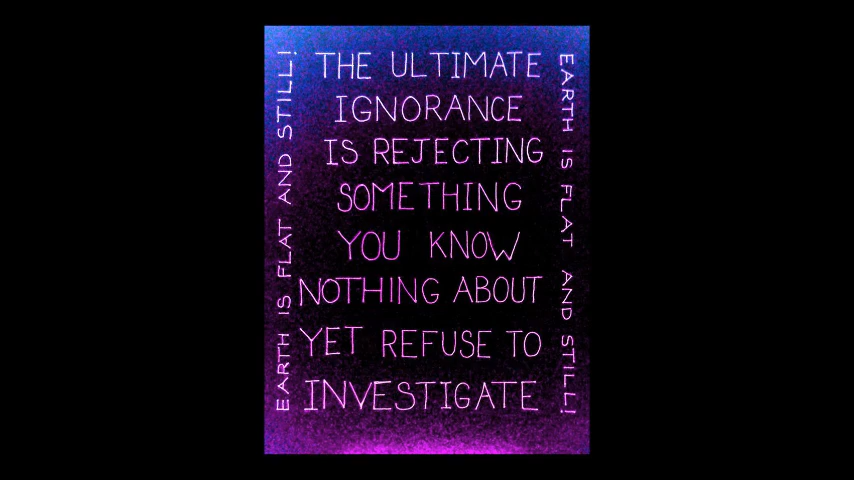 EARTH IS FLAT AND STILL!
THE ULTIMATE
IGNORANCE
IS REJECTING
SOMETHING
YOU KNOW
NOTHING ABOUT
YET REFUSE TO
INVESTIGATE
EARTH IS FLAT AND STILL!